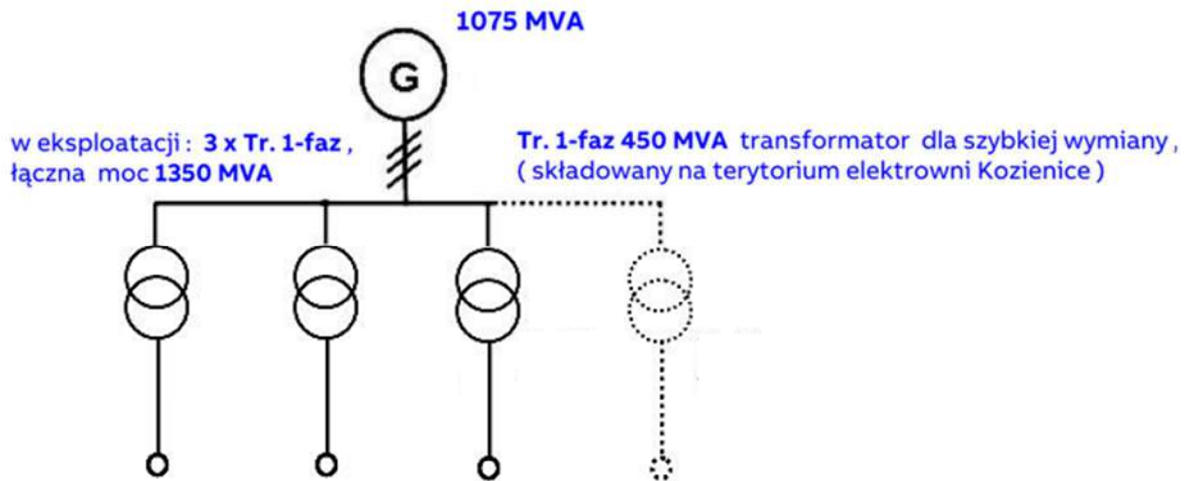 1075 MVA
G
w eksploatacji : 3 x Tr. 1-faz ,
łączna moc 1350 MVA
Tr. 1-faz 450 MVA transformator dla szybkiej wymiany ,
( składowany na terytorium elektrowni Kozienice )